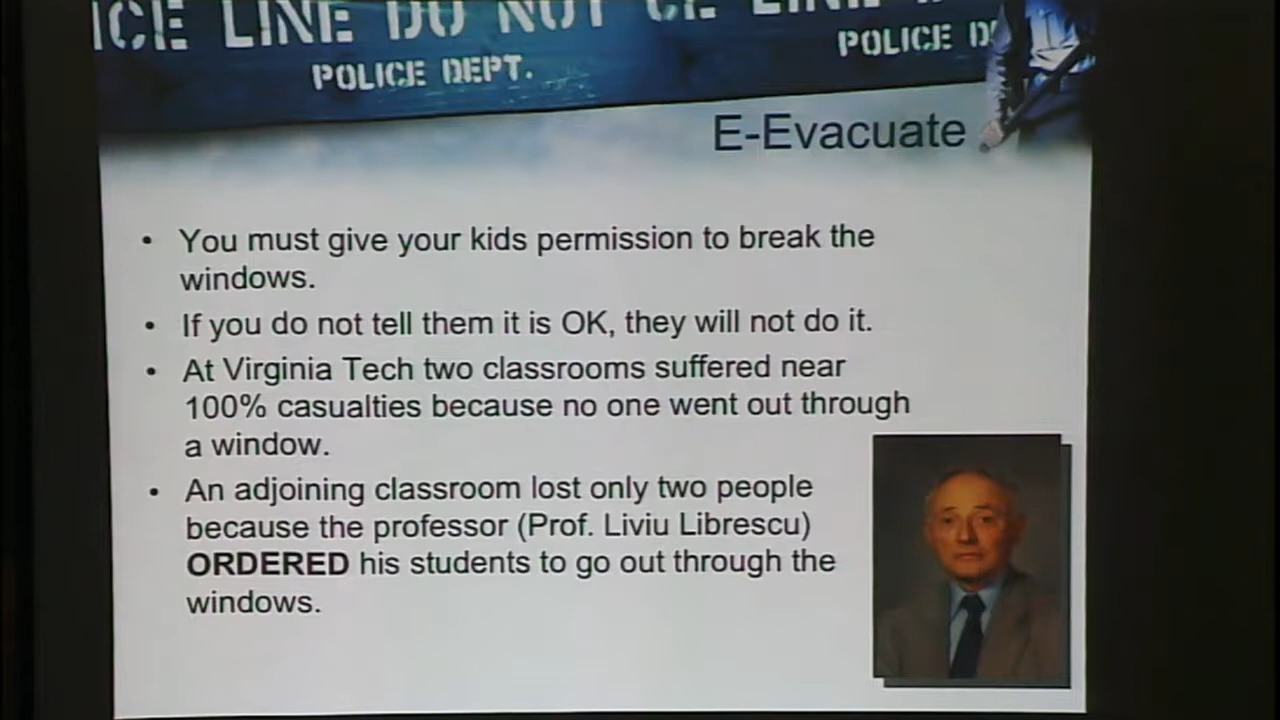 ICE LINE DO NOT
POLICE DEPT.
POLICE
E-Evacuate
• You must give your kids permission to break the
windows.
• If you do not tell them it is OK, they will not do it.
• At Virginia Tech two classrooms suffered near
100% casualties because no one went out through
a window.
• An adjoining classroom lost only two people
because the professor (Prof. Liviu Librescu)
ORDERED his students to go out through the
windows.